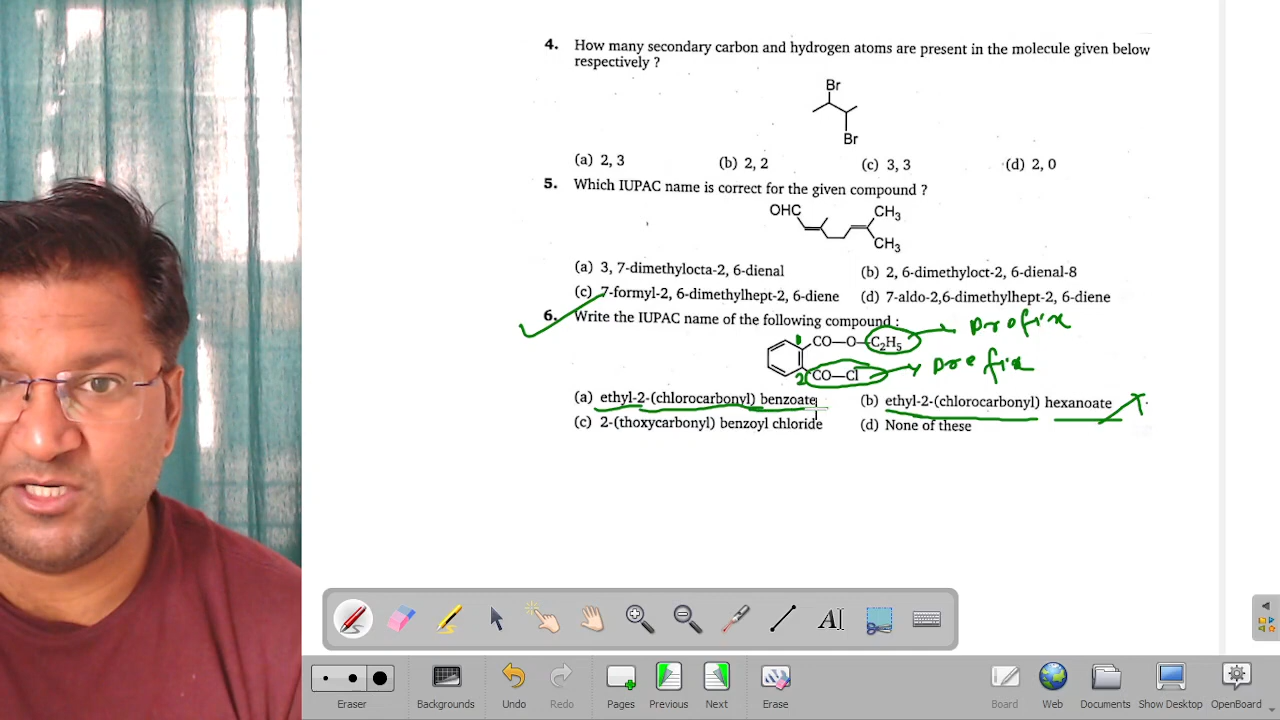 4. How many secondary carbon and hydrogen atoms are present in the molecule given below
respectively ?
Br
Br
(a) 2, 3 (b) 2, 2 (c) 3, 3 (d) 2, 0
5. Which IUPAC name is correct for the given compound ?
OHC CH₃
CH₃
(a) 3, 7-dimethylocta-2, 6-dienal (b) 2, 6-dimethyloct-2, 6-dienal-8
(c) 7-formyl-2, 6-dimethylhept-2, 6-diene (d) 7-aldo-2,6-dimethylhept-2, 6-diene
6. Write the IUPAC name of the following compound :
1 CO—O—C₂H₅ → Prefix
2 CO—Cl → Prefix
(a) ethyl-2-(chlorocarbonyl) benzoate (b) ethyl-2-(chlorocarbonyl) hexanoate
(c) 2-(thoxycarbonyl) benzoyl chloride (d) None of these
Eraser Backgrounds Undo Redo Pages Previous Next Erase Board Web Documents Show Desktop OpenBoard